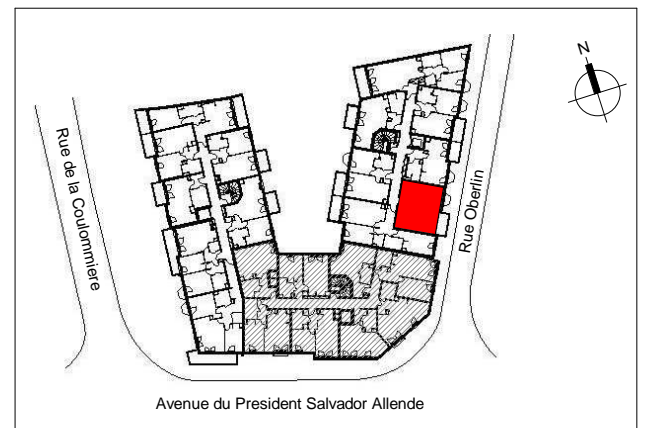 N
Rue de la Coulommiere
Rue Oberlin
Avenue du President Salvador Allende